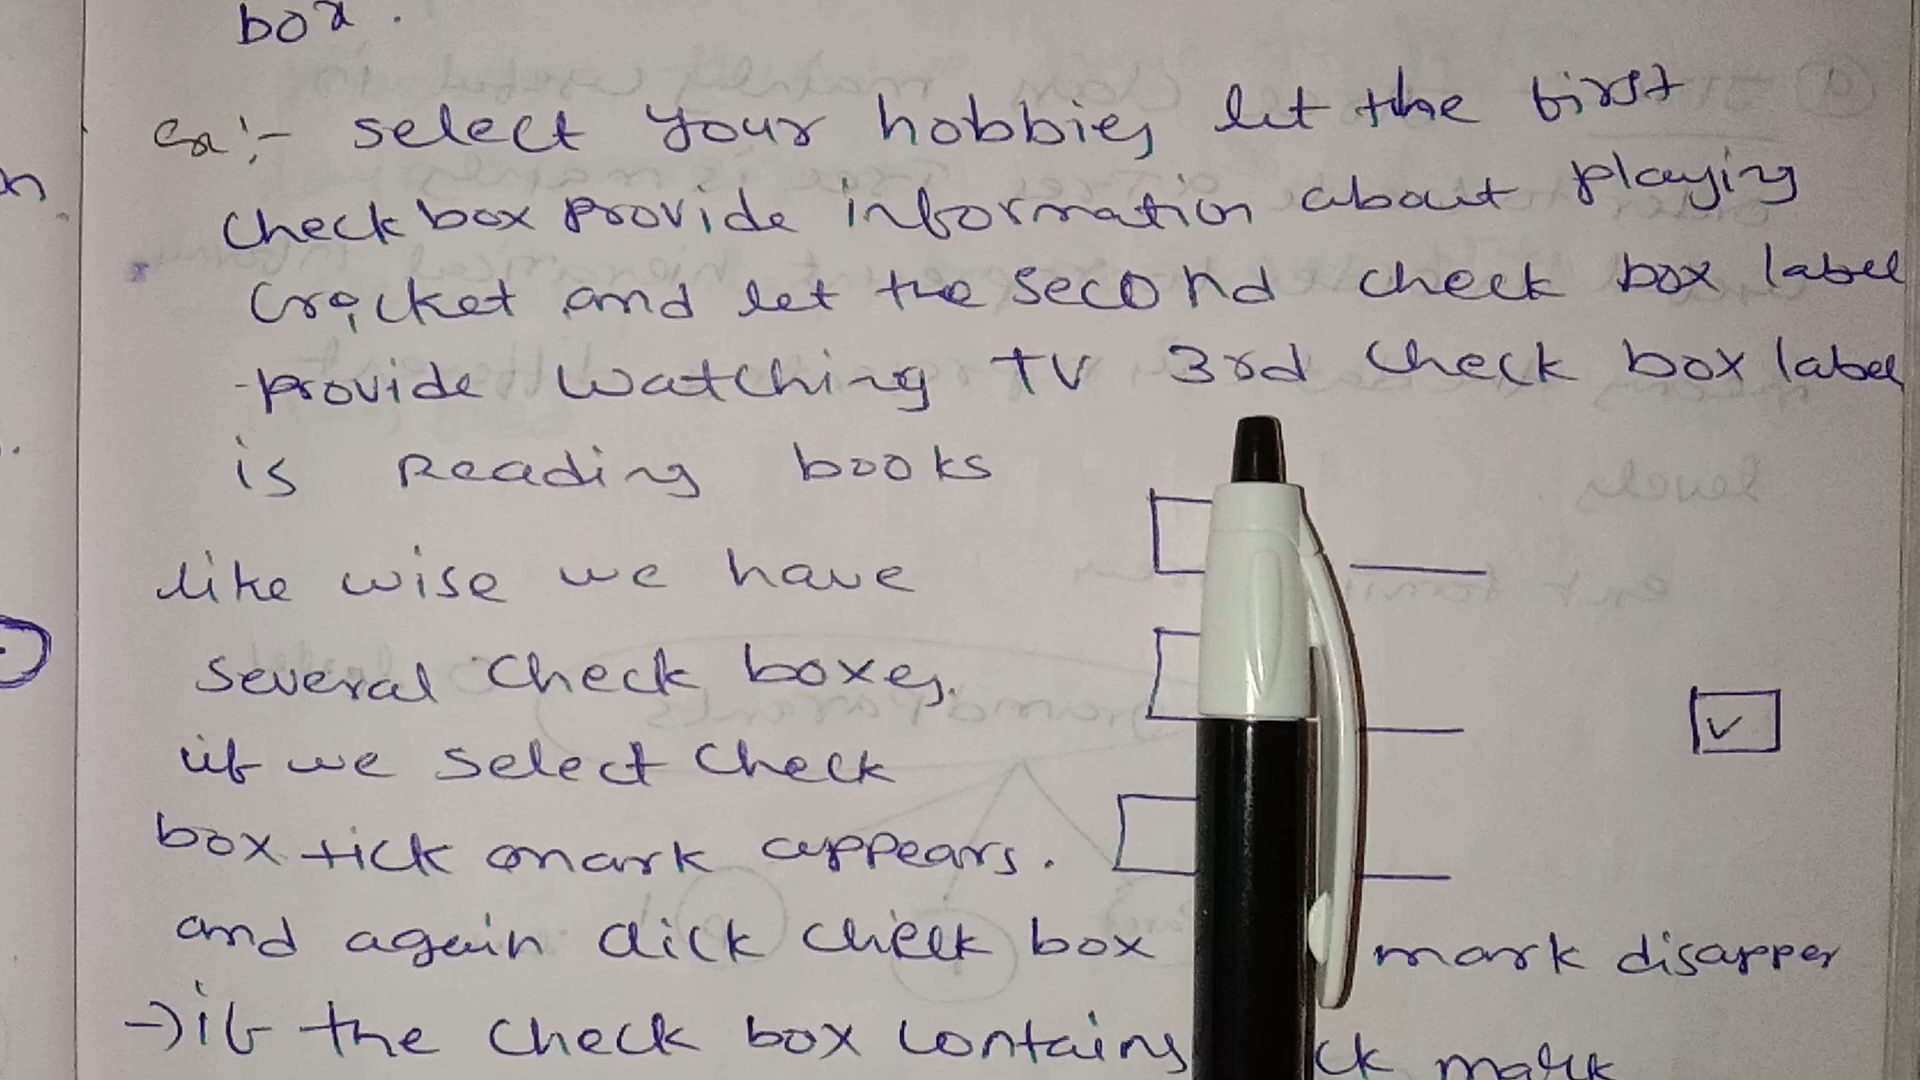 box.
Ex:- select your hobbies let the first
check box provide information about playing
cricket and let the second check box label
provide watching TV 3rd check box label
is Reading books
like wise we have
several check boxes.
if we select check
box tick mark appears.
and again click check box mark disapper
→ if the check box contains ck mark